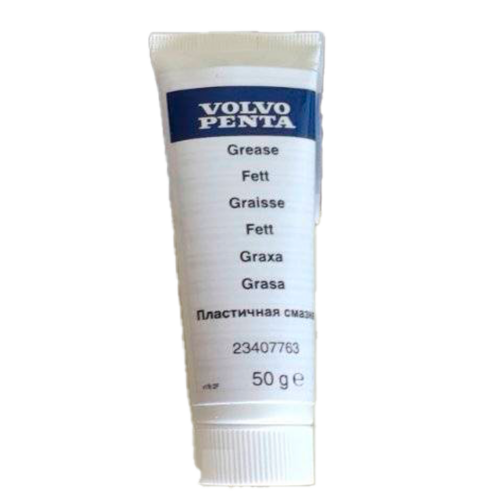 VOLVO
PENTA
Grease
Fett
Graisse
Fett
Graxa
Grasa
Пластичная
23407763
50 g e